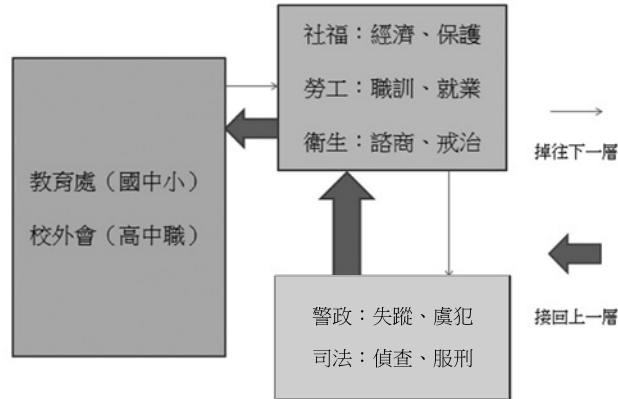 教育處（國中小）
校外會（高中職）
社福：經濟、保護
勞工：職訓、就業
衛生：諮商、戒治
警政：失蹤、虞犯
司法：偵查、服刑
掉往下一層
接回上一層